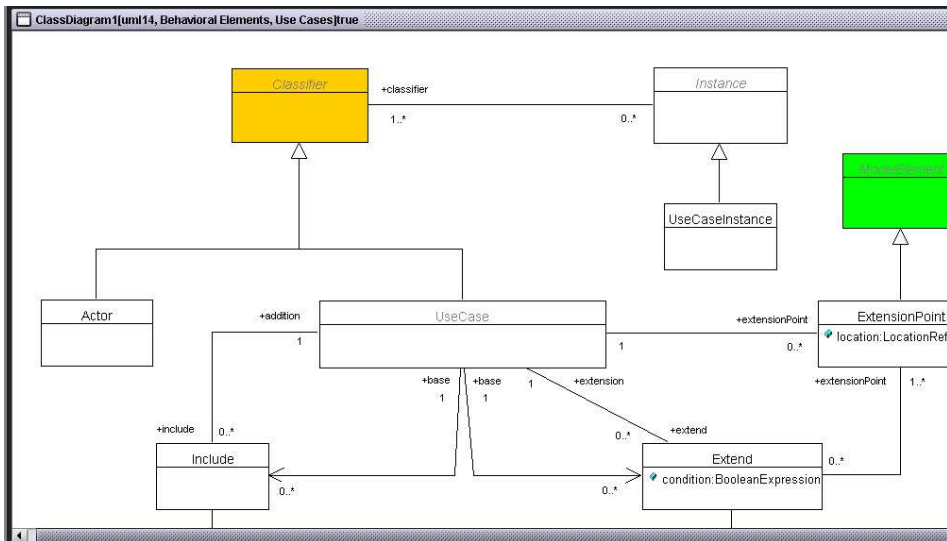 ClassDiagram1[uml14, Behavioral Elements, Use Cases]true
Classifier
+classifier
1..*
0..*
Instance
ModelElement
UseCaseInstance
Actor
+addition
1
UseCase
1
+extensionPoint
0..*
ExtensionPoint
location:LocationRef
+base
1
+base
1
1
+extension
+extensionPoint
1..*
+include
0..*
0..*
+extend
Include
0..*
0..*
Extend
condition:BooleanExpression
0..*